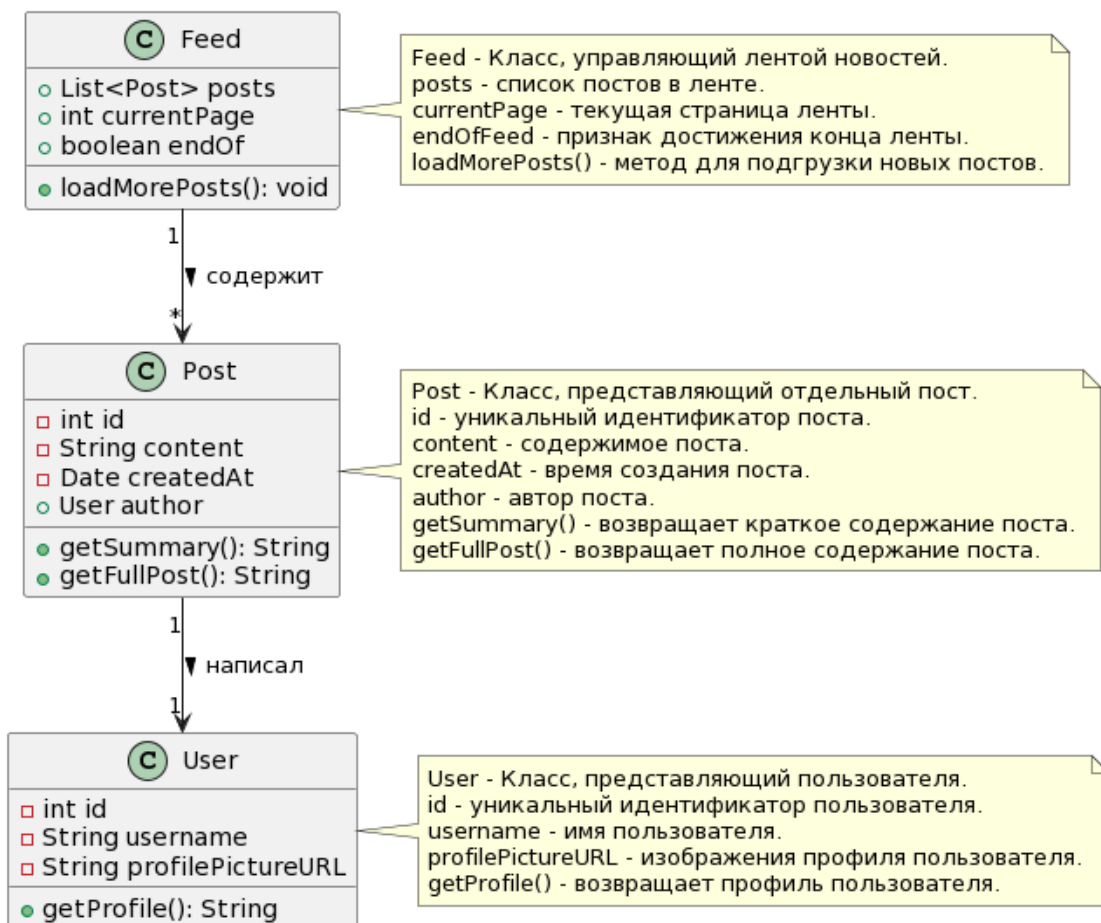 C Feed
List<Post> posts
int currentPage
boolean endOf
loadMorePosts(): void
Feed - Класс, управляющий лентой новостей.
posts - список постов в ленте.
currentPage - текущая страница ленты.
endOfFeed - признак достижения конца ленты.
loadMorePosts() - метод для подгрузки новых постов.
1
содержит
*
C Post
int id
String content
Date createdAt
User author
getSummary(): String
getFullPost(): String
Post - Класс, представляющий отдельный пост.
id - уникальный идентификатор поста.
content - содержимое поста.
createdAt - время создания поста.
author - автор поста.
getSummary() - возвращает краткое содержание поста.
getFullPost() - возвращает полное содержание поста.
1
написал
1
C User
int id
String username
String profilePictureURL
getProfile(): String
User - Класс, представляющий пользователя.
id - уникальный идентификатор пользователя.
username - имя пользователя.
profilePictureURL - изображения профиля пользователя.
getProfile() - возвращает профиль пользователя.